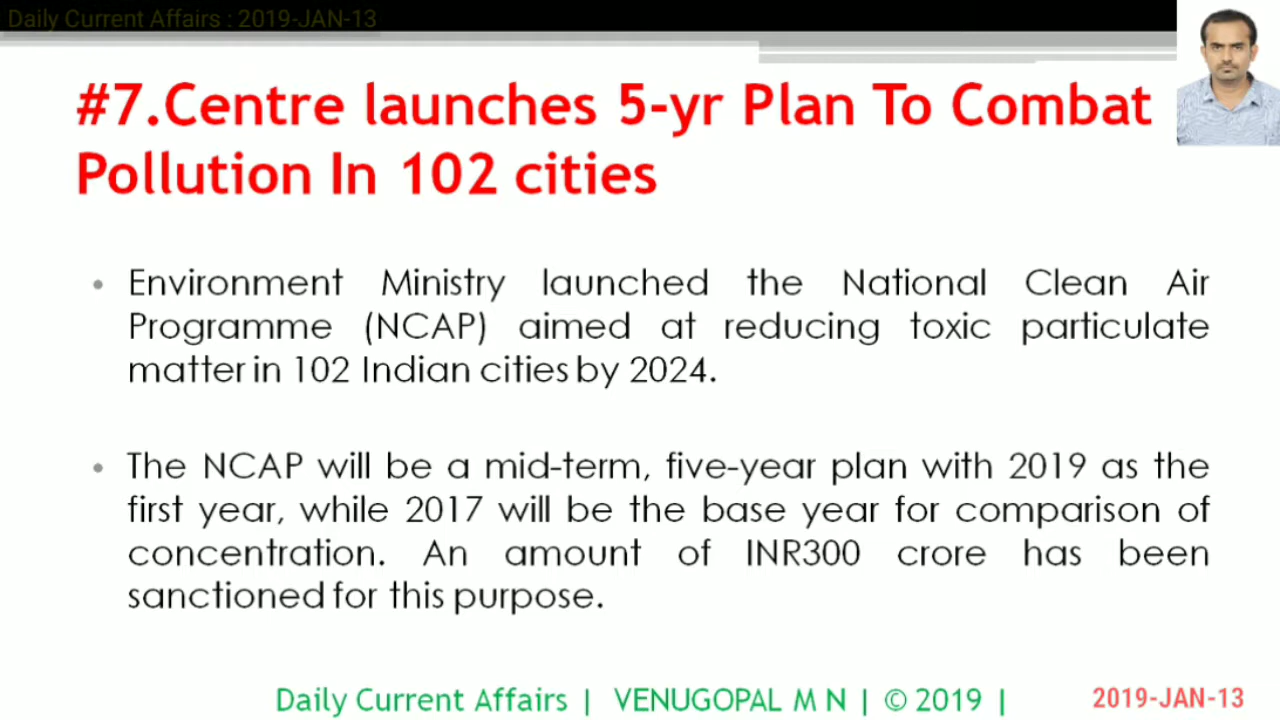 Daily Current Affairs : 2019-JAN-13
#7.Centre launches 5-yr Plan To Combat
Pollution In 102 cities
• Environment Ministry launched the National Clean Air
Programme (NCAP) aimed at reducing toxic particulate
matter in 102 Indian cities by 2024.
• The NCAP will be a mid-term, five-year plan with 2019 as the
first year, while 2017 will be the base year for comparison of
concentration. An amount of INR300 crore has been
sanctioned for this purpose.
Daily Current Affairs | VENUGOPAL M N | © 2019 | 2019-JAN-13